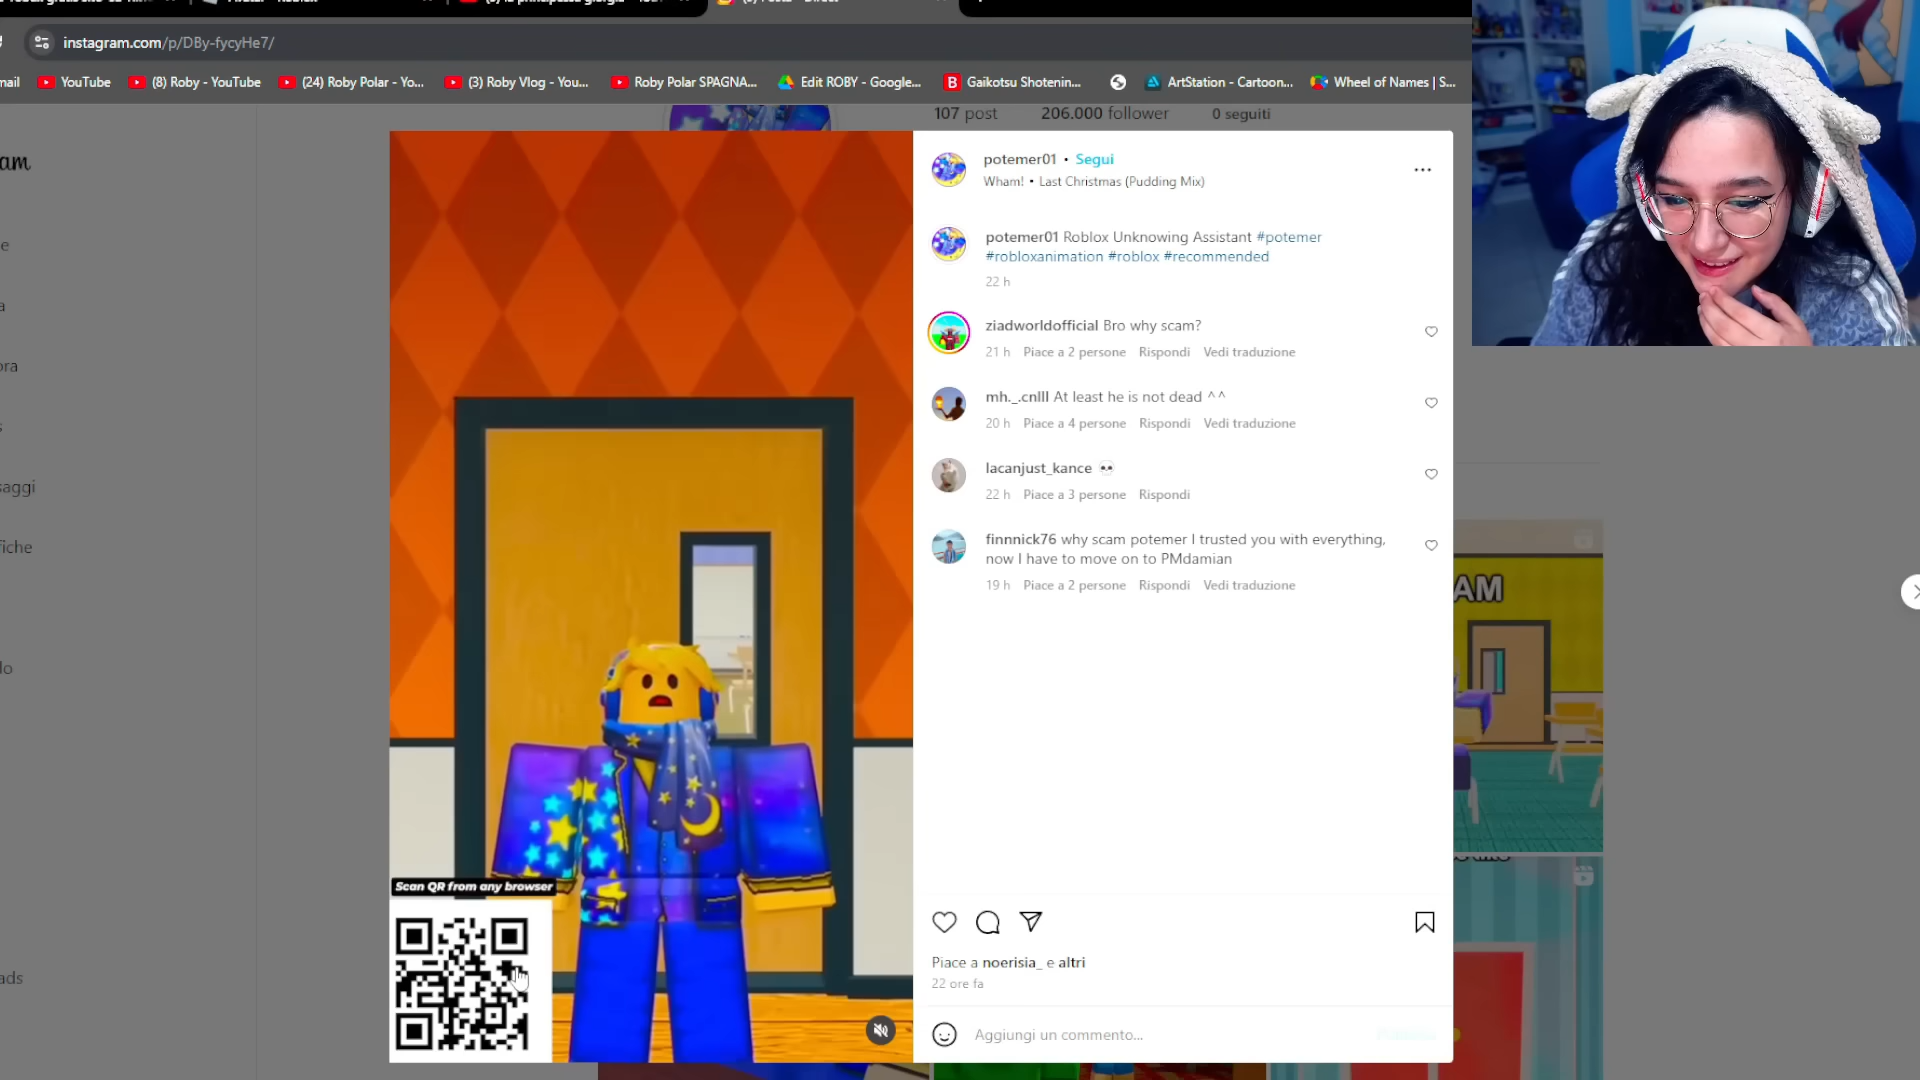 instagram.com/p/DBy-fycyHe7/
mail YouTube (8) Roby - YouTube (24) Roby Polar - Yo... (3) Roby Vlog - You... Roby Polar SPAGNA... Edit ROBY - Google... Gaikotsu Shotenin... ArtStation - Cartoon... Wheel of Names | S...
107 post 206.000 follower 0 seguiti
potemer01 • Segui
Wham! • Last Christmas (Pudding Mix)
potemer01 Roblox Unknowing Assistant #potemer
#robloxanimation #roblox #recommended
22 h
ziadworldofficial Bro why scam?
21 h Piace a 2 persone Rispondi Vedi traduzione
mh._.cnlll At least he is not dead ^^
20 h Piace a 4 persone Rispondi Vedi traduzione
lacanjust_kance 💀
22 h Piace a 3 persone Rispondi
finnnick76 why scam potemer I trusted you with everything,
now I have to move on to PMdamian
19 h Piace a 2 persone Rispondi Vedi traduzione
Scan QR from any browser
Piace a noerisia_ e altri
22 ore fa
Aggiungi un commento...